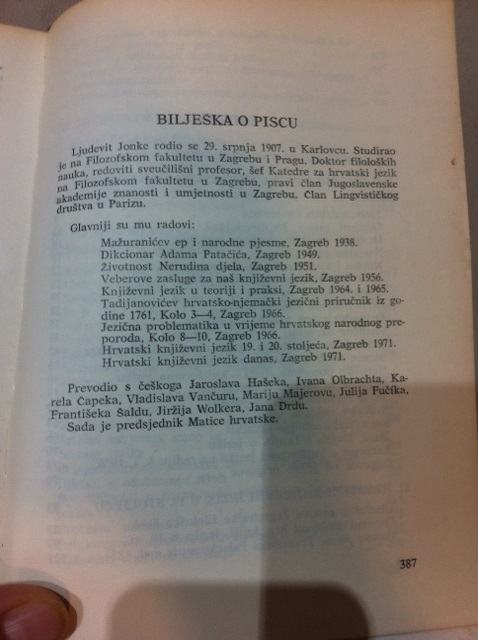 BILJEŠKA O PISCU
Ljudevit Jonke rodio se 29. srpnja 1907. u Karlovcu. Studirao
je na Filozofskom fakultetu u Zagrebu i Pragu. Doktor filoloških
nauka, redoviti sveučilišni profesor, šef Katedre za hrvatski jezik
na Filozofskom fakultetu u Zagrebu, pravi član Jugoslavenske
akademije znanosti i umjetnosti u Zagrebu. Član Lingvističkog
društva u Parizu.
Glavniji su mu radovi:
Mažuranićev ep i narodne pjesme, Zagreb 1938.
Dikcionar Adama Patačića, Zagreb 1949.
Životnost Nerudina djela, Zagreb 1951.
Veberove zasluge za naš književni jezik, Zagreb 1956.
Književni jezik u teoriji i praksi, Zagreb 1964. i 1965.
Tadijanovićev hrvatsko-njemački jezični priručnik iz go-
dine 1761, Kolo 3—4, Zagreb 1966.
Jezična problematika u vrijeme hrvatskog narodnog pre-
poroda, Kolo 8—10, Zagreb 1966.
Hrvatski književni jezik 19. i 20. stoljeća, Zagreb 1971.
Hrvatski književni jezik danas, Zagreb 1971.
Prevodio s češkoga Jaroslava Hašeka, Ivana Olbrachta, Ka-
rela Čapeka, Vladislava Vančuru, Mariju Majerovu, Julija Fučíka,
Františeka Šaldu, Jiržija Wolkera, Jana Drdu.
Sada je predsjednik Matice hrvatske.
387